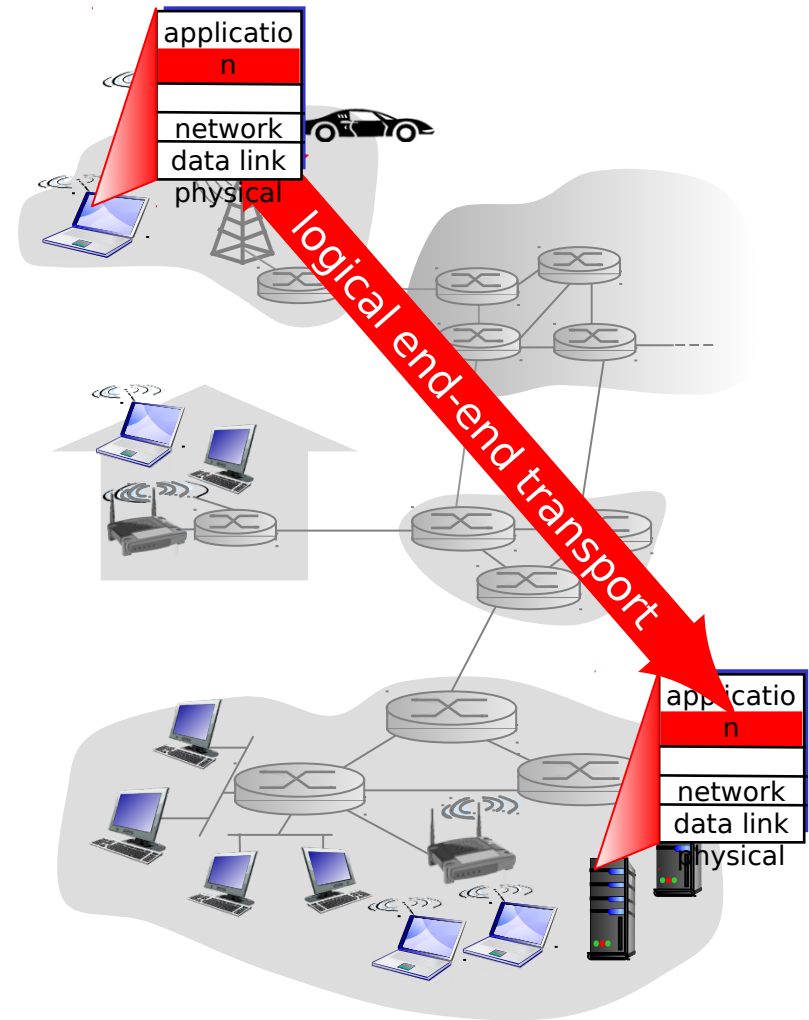 applicatio
n
network
data link
physical
logical end-end transport
applicatio
n
network
data link
physical